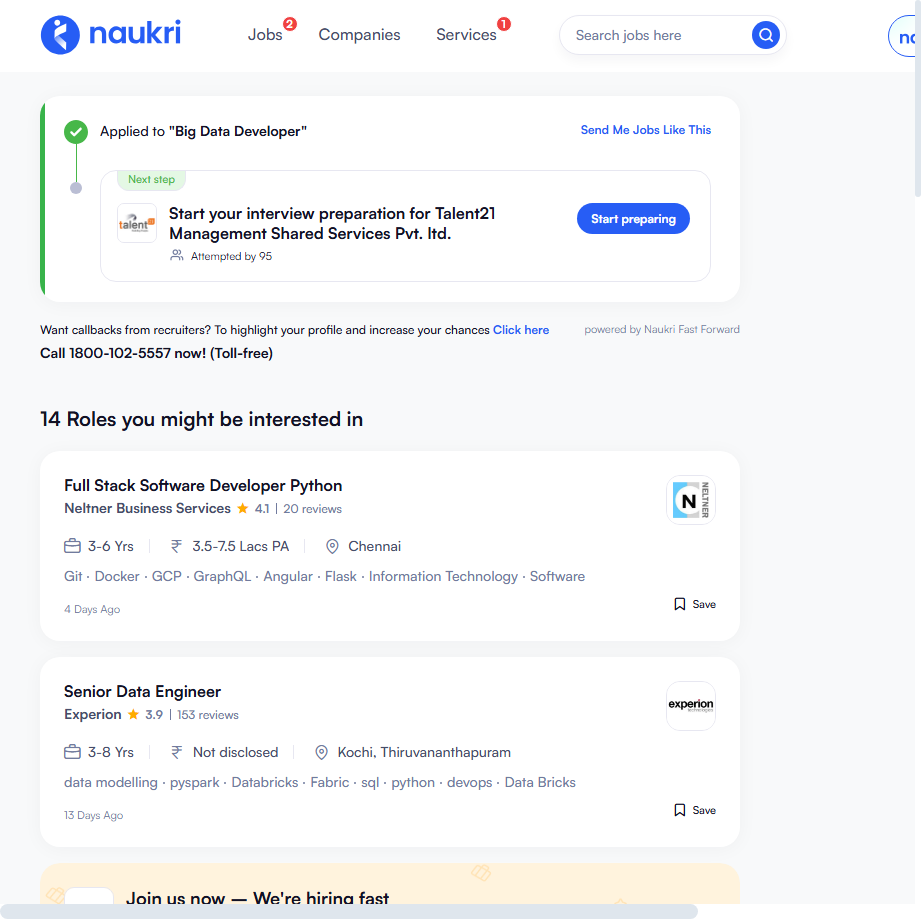 naukri
Jobs 2
Companies
Services 1
Search jobs here
Applied to "Big Data Developer"
Send Me Jobs Like This
Next step
talent21
Start your interview preparation for Talent21
Management Shared Services Pvt. ltd.
Start preparing
Attempted by 95
Want callbacks from recruiters? To highlight your profile and increase your chances Click here
powered by Naukri Fast Forward
Call 1800-102-5557 now! (Toll-free)
14 Roles you might be interested in
Full Stack Software Developer Python
N NELTNER
Neltner Business Services 4.1 | 20 reviews
3-6 Yrs
₹ 3.5-7.5 Lacs PA
Chennai
Git · Docker · GCP · GraphQL · Angular · Flask · Information Technology · Software
4 Days Ago
Save
Senior Data Engineer
experion
technologies
Experion 3.9 | 153 reviews
3-8 Yrs
₹ Not disclosed
Kochi, Thiruvananthapuram
data modelling · pyspark · Databricks · Fabric · sql · python · devops · Data Bricks
13 Days Ago
Save
Join us now — We're hiring fast